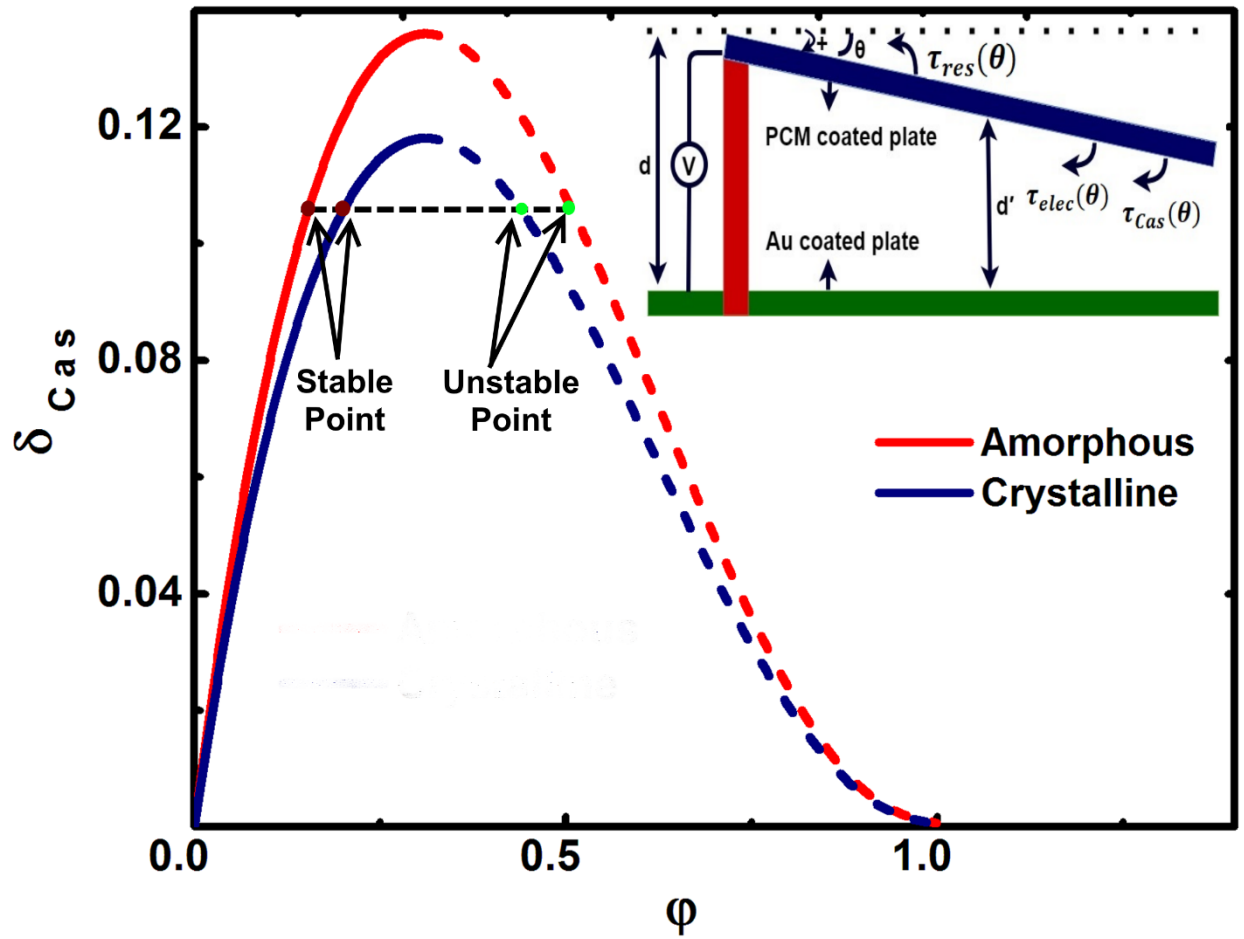 0.12
0.08
0.04
0.0
0.5
1.0
δ Cas
φ
Stable
Point
Unstable
Point
Amorphous
Crystalline
d
V
+
θ
τres(θ)
PCM coated plate
d'
τelec(θ)
τCas(θ)
Au coated plate